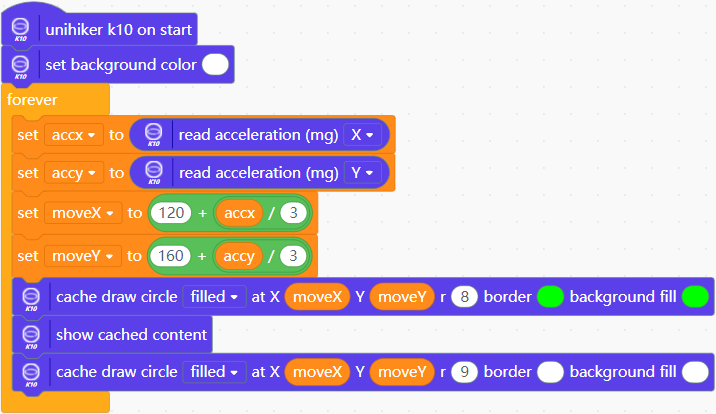 K10 unihiker k10 on start
K10 set background color
forever
set accx to K10 read acceleration (mg) X
set accy to K10 read acceleration (mg) Y
set moveX to 120 + accx / 3
set moveY to 160 + accy / 3
K10 cache draw circle filled at X moveX Y moveY r 8 border background fill
K10 show cached content
K10 cache draw circle filled at X moveX Y moveY r 9 border background fill